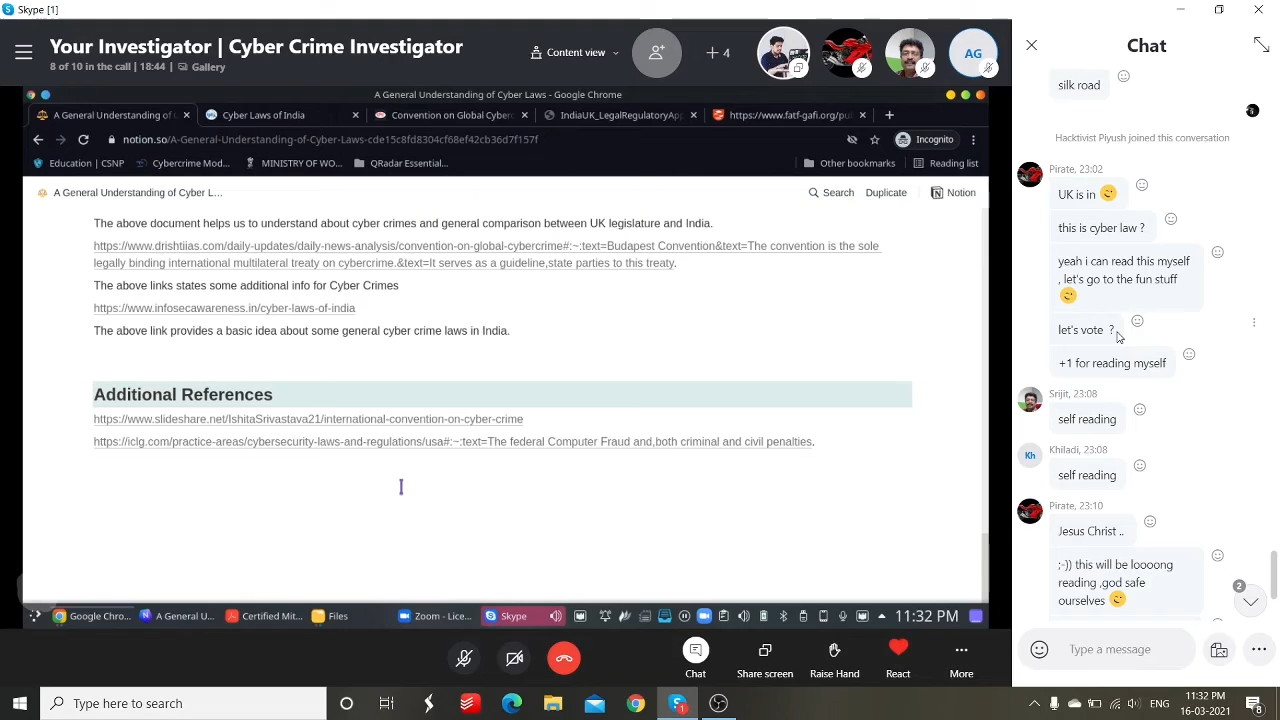 Skype [1]
Your Investigator | Cyber Crime Investigator
8 of 10 in the call | 18:44 | Gallery
Content view
+ 4
AG
A General Understanding of Cyber Laws - Google Chrome
A General Understanding of C
Cyber Laws of India
Convention on Global Cyberc
IndiaUK_LegalRegulatoryApp
https://www.fatf-gafi.org/pul
notion.so/A-General-Understanding-of-Cyber-Laws-cde15c8fd8304cf68ef42cb36d7f157f
Incognito
Education | CSNP
Cybercrime Mod...
MINISTRY OF WO...
QRadar Essential...
Other bookmarks
Reading list
A General Understanding of Cyber L...
Search
Duplicate
Notion
The above document helps us to understand about cyber crimes and general comparison between UK legislature and India.
https://www.drishtiias.com/daily-updates/daily-news-analysis/convention-on-global-cybercrime#:~:text=Budapest Convention&text=The convention is the sole
legally binding international multilateral treaty on cybercrime.&text=It serves as a guideline,state parties to this treaty.
The above links states some additional info for Cyber Crimes
https://www.infosecawareness.in/cyber-laws-of-india
The above link provides a basic idea about some general cyber crime laws in India.
Additional References
https://www.slideshare.net/IshitaSrivastava21/international-convention-on-cyber-crime
https://iclg.com/practice-areas/cybersecurity-laws-and-regulations/usa#:~:text=The federal Computer Fraud and,both criminal and civil penalties.
Google Chro...
A General U...
Certified Mit...
Files
Zoom - Lice...
Skype
11:32 PM
Chat
Share screen
Raise Hand
React
More
Chat
silk road
Hacktivist Piyush joined this conversation
Pirate, 23:02
UK is in
this is cyber law ?
yeah i can read this myself
, let's go to the fun stuff
let's vote ?
+1 for reading myself
Srijit, 23:08
self reading
Kh
Khiladi, 23:08
self reading
Pirate, 23:10
Jesus Christ ..
;-)) this will be loooong
reading ,god safe
ourselves
2
Type a message
Type here to search
1
11:32 PM
ENG
16-03-2021
8